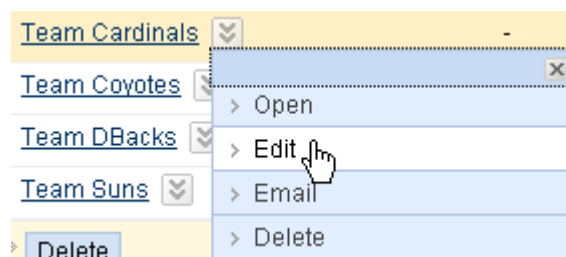 Team Cardinals -
Team Coyotes
Open
Team DBacks
Edit
Team Suns
Email
Delete
Delete